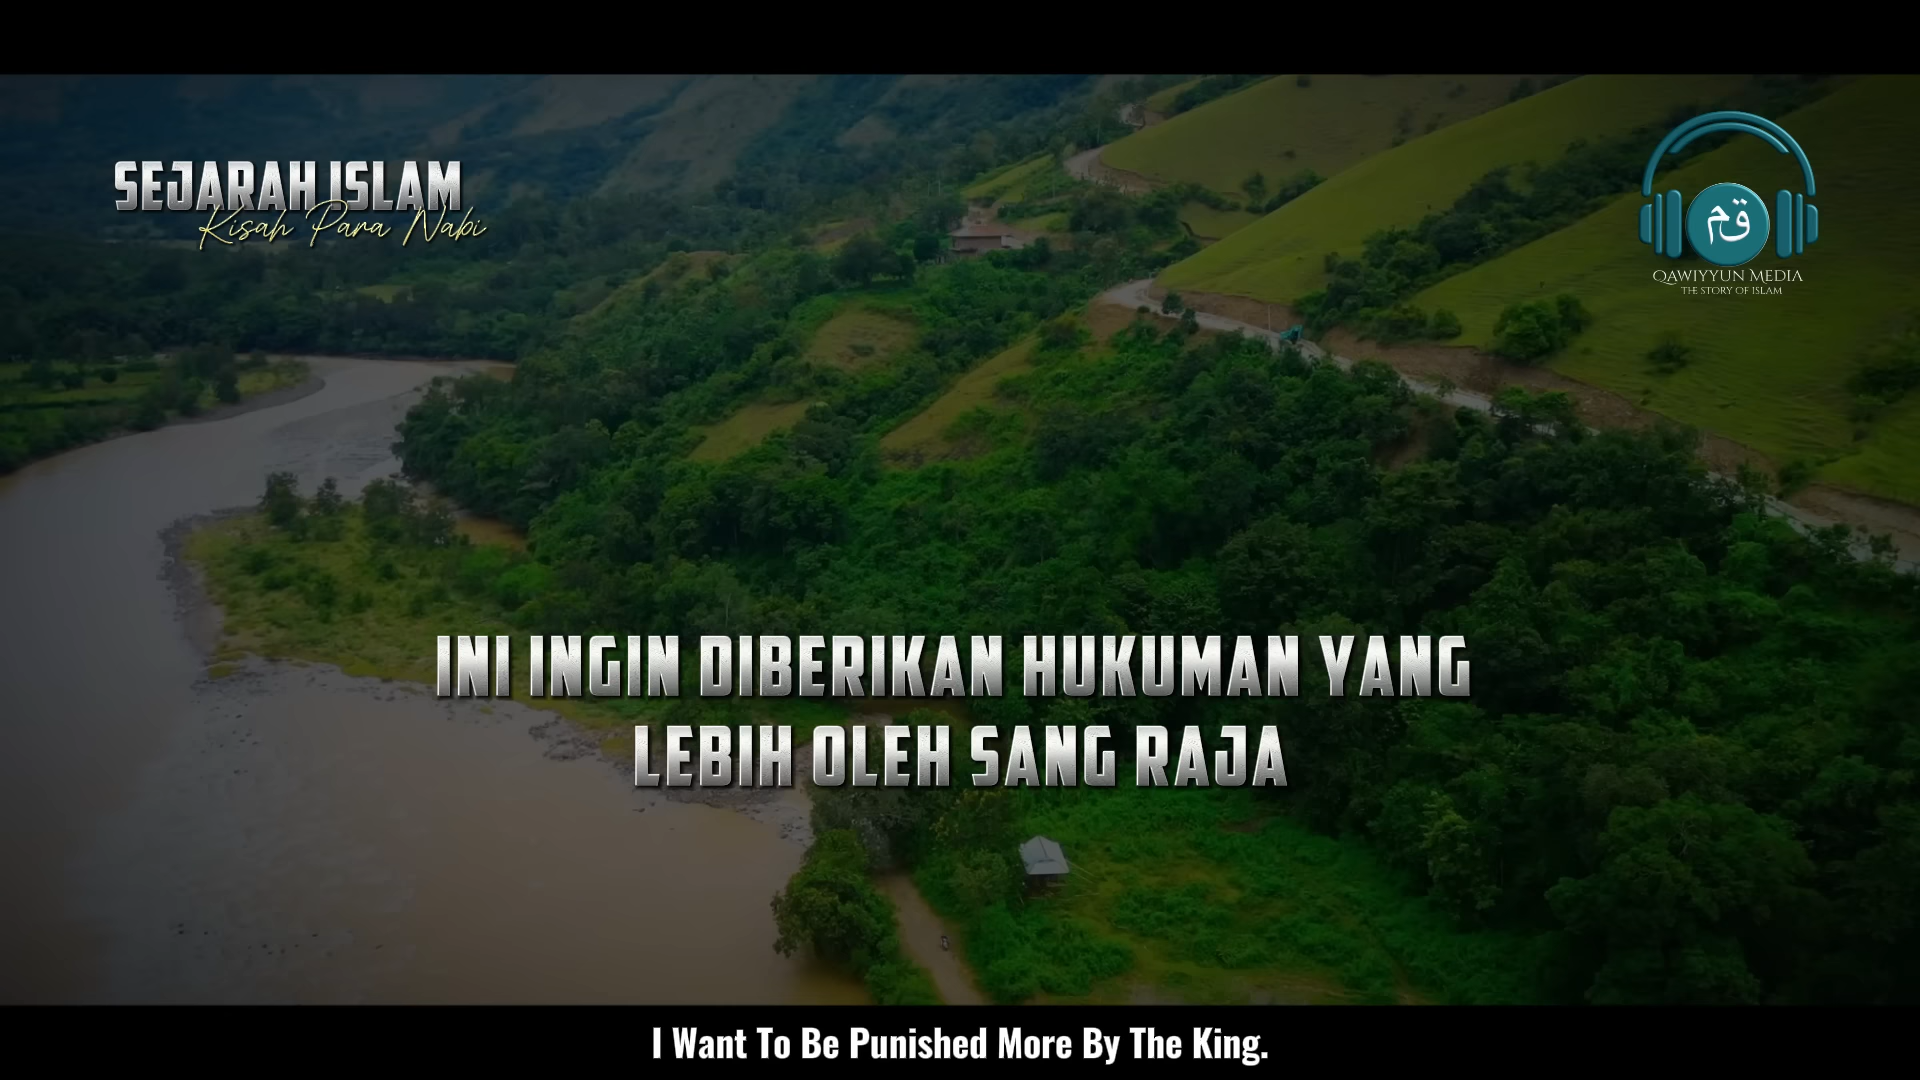 SEJARAH ISLAM
Kisah Para Nabi
قم
QAWIYYUN MEDIA
THE STORY OF ISLAM
INI INGIN DIBERIKAN HUKUMAN YANG
LEBIH OLEH SANG RAJA
I Want To Be Punished More By The King.